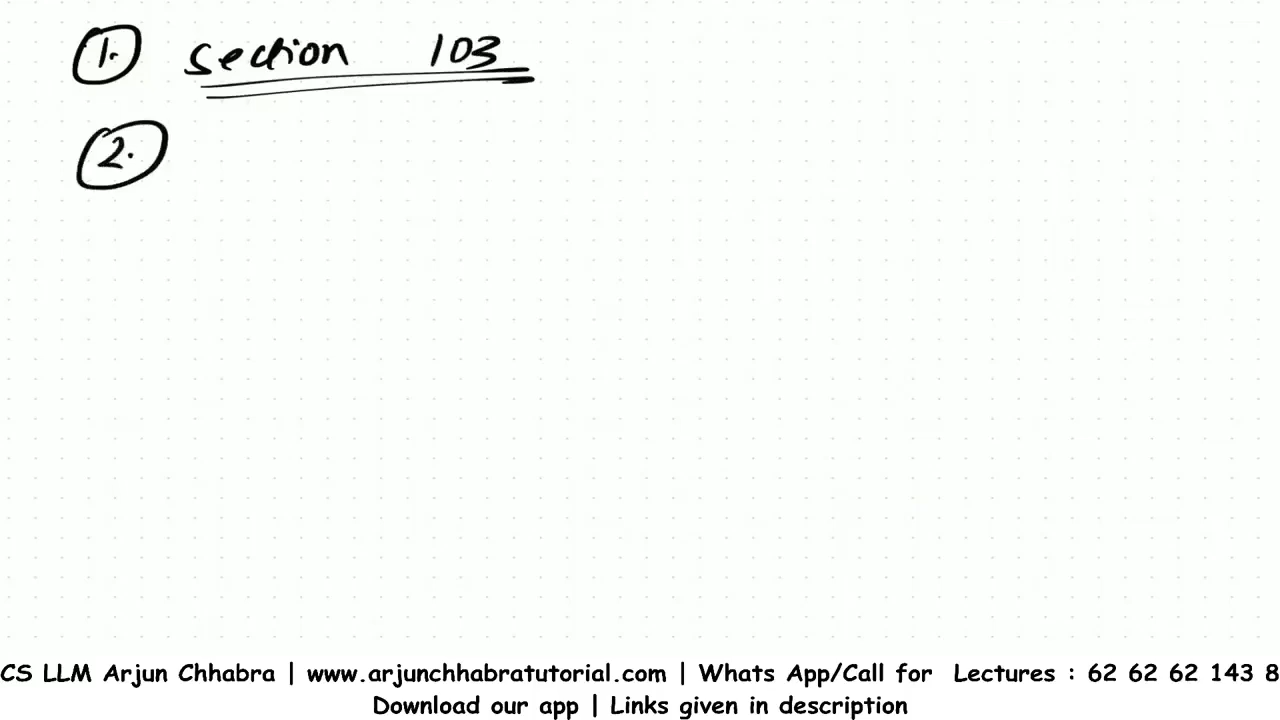 1. Section 103
2.
CS LLM Arjun Chhabra | www.arjunchhabratutorial.com | Whats App/Call for Lectures : 62 62 62 143 8
Download our app | Links given in description